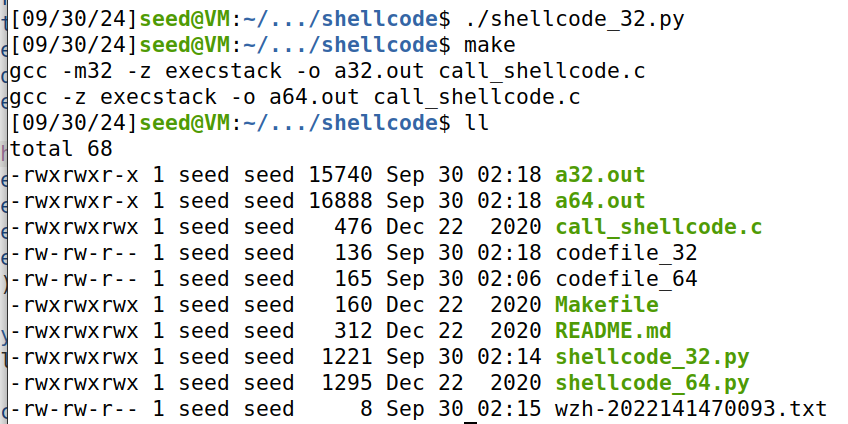 [09/30/24]seed@VM:~/.../shellcode$ ./shellcode_32.py
[09/30/24]seed@VM:~/.../shellcode$ make
gcc -m32 -z execstack -o a32.out call_shellcode.c
gcc -z execstack -o a64.out call_shellcode.c
[09/30/24]seed@VM:~/.../shellcode$ ll
total 68
-rwxrwxr-x 1 seed seed 15740 Sep 30 02:18 a32.out
-rwxrwxr-x 1 seed seed 16888 Sep 30 02:18 a64.out
-rwxrwxrwx 1 seed seed   476 Dec 22  2020 call_shellcode.c
-rw-rw-r-- 1 seed seed   136 Sep 30 02:18 codefile_32
-rw-rw-r-- 1 seed seed   165 Sep 30 02:06 codefile_64
-rwxrwxrwx 1 seed seed   160 Dec 22  2020 Makefile
-rwxrwxrwx 1 seed seed   312 Dec 22  2020 README.md
-rwxrwxrwx 1 seed seed  1221 Sep 30 02:14 shellcode_32.py
-rwxrwxrwx 1 seed seed  1295 Dec 22  2020 shellcode_64.py
-rw-rw-r-- 1 seed seed     8 Sep 30 02:15 wzh-2022141470093.txt